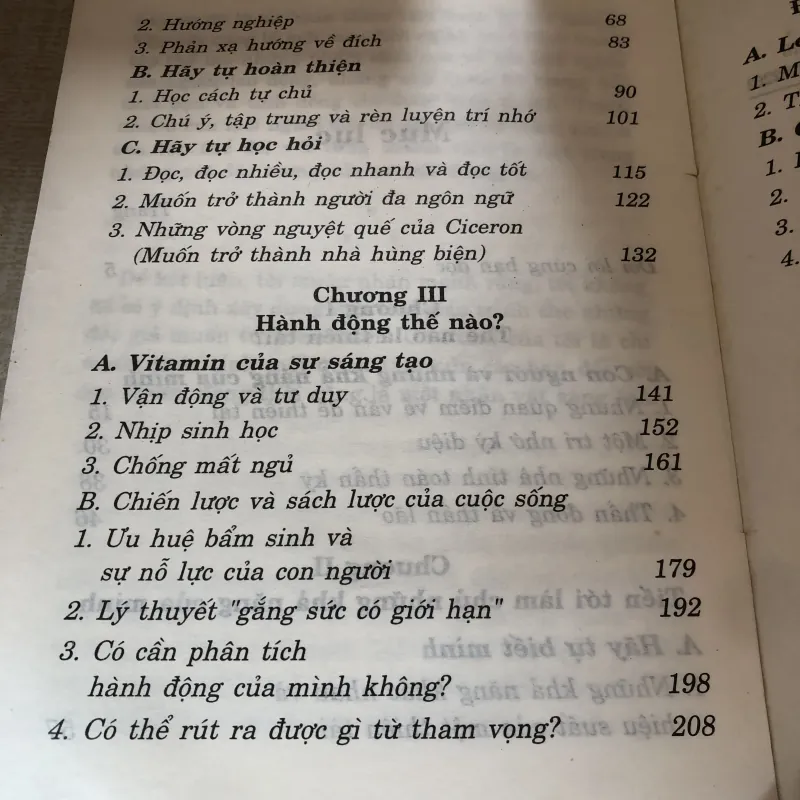 2. Hướng nghiệp 68
3. Phản xạ hướng về đích 83
B. Hãy tự hoàn thiện
1. Học cách tự chủ 90
2. Chú ý, tập trung và rèn luyện trí nhớ 101
C. Hãy tự học hỏi
1. Đọc, đọc nhiều, đọc nhanh và đọc tốt 115
2. Muốn trở thành người đa ngôn ngữ 122
3. Những vòng nguyệt quế của Ciceron
(Muốn trở thành nhà hùng biện) 132
Chương III
Hành động thế nào?
A. Vitamin của sự sáng tạo
1. Vận động và tư duy 141
2. Nhịp sinh học 152
3. Chống mất ngủ 161
B. Chiến lược và sách lược của cuộc sống
1. Ưu huệ bẩm sinh và
sự nỗ lực của con người 179
2. Lý thuyết "gắng sức có giới hạn" 192
3. Có cần phân tích
hành động của mình không? 198
4. Có thể rút ra được gì từ tham vọng? 208
A.
1.
2.
B.
1.
2.
3.
4.